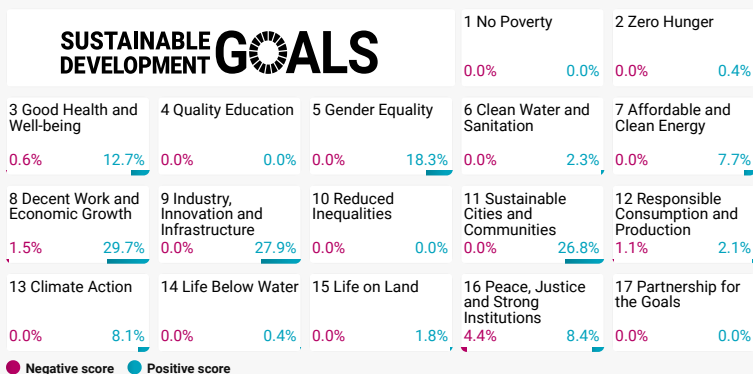 SUSTAINABLE
DEVELOPMENT
GOALS
1 No Poverty
0.0% 0.0%
2 Zero Hunger
0.0% 0.4%
3 Good Health and
Well-being
0.6% 12.7%
4 Quality Education
0.0% 0.0%
5 Gender Equality
0.0% 18.3%
6 Clean Water and
Sanitation
0.0% 2.3%
7 Affordable and
Clean Energy
0.0% 7.7%
8 Decent Work and
Economic Growth
1.5% 29.7%
9 Industry,
Innovation and
Infrastructure
0.0% 27.9%
10 Reduced
Inequalities
0.0% 0.0%
11 Sustainable
Cities and
Communities
0.0% 26.8%
12 Responsible
Consumption and
Production
1.1% 2.1%
13 Climate Action
0.0% 8.1%
14 Life Below Water
0.0% 0.4%
15 Life on Land
0.0% 1.8%
16 Peace, Justice
and Strong
Institutions
4.4% 8.4%
17 Partnership for
the Goals
0.0% 0.0%
Negative score Positive score